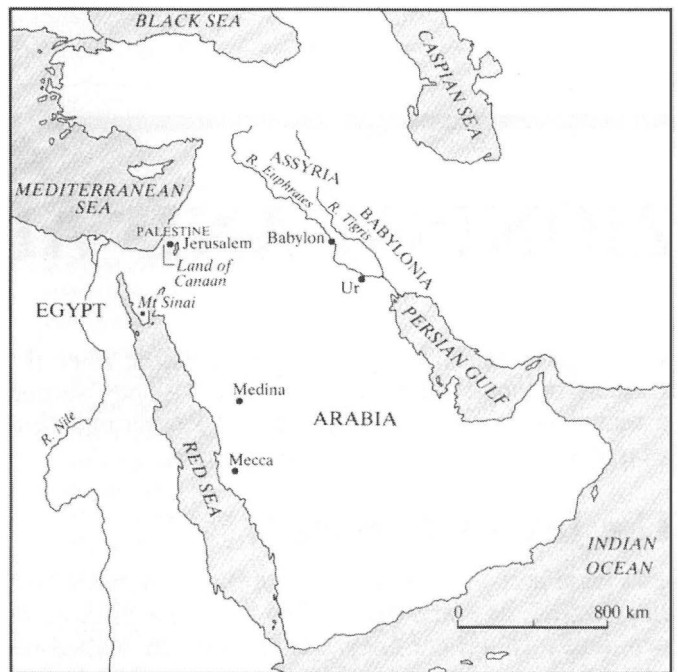 BLACK SEA
CASPIAN SEA
ASSYRIA
R. Euphrates
R. Tigris
MEDITERRANEAN
SEA
PALESTINE
Jerusalem
Babylon
BABYLONIA
Land of
Canaan
Ur
EGYPT
Mt Sinai
PERSIAN GULF
Medina
ARABIA
R. Nile
RED SEA
Mecca
INDIAN
OCEAN
0 800 km